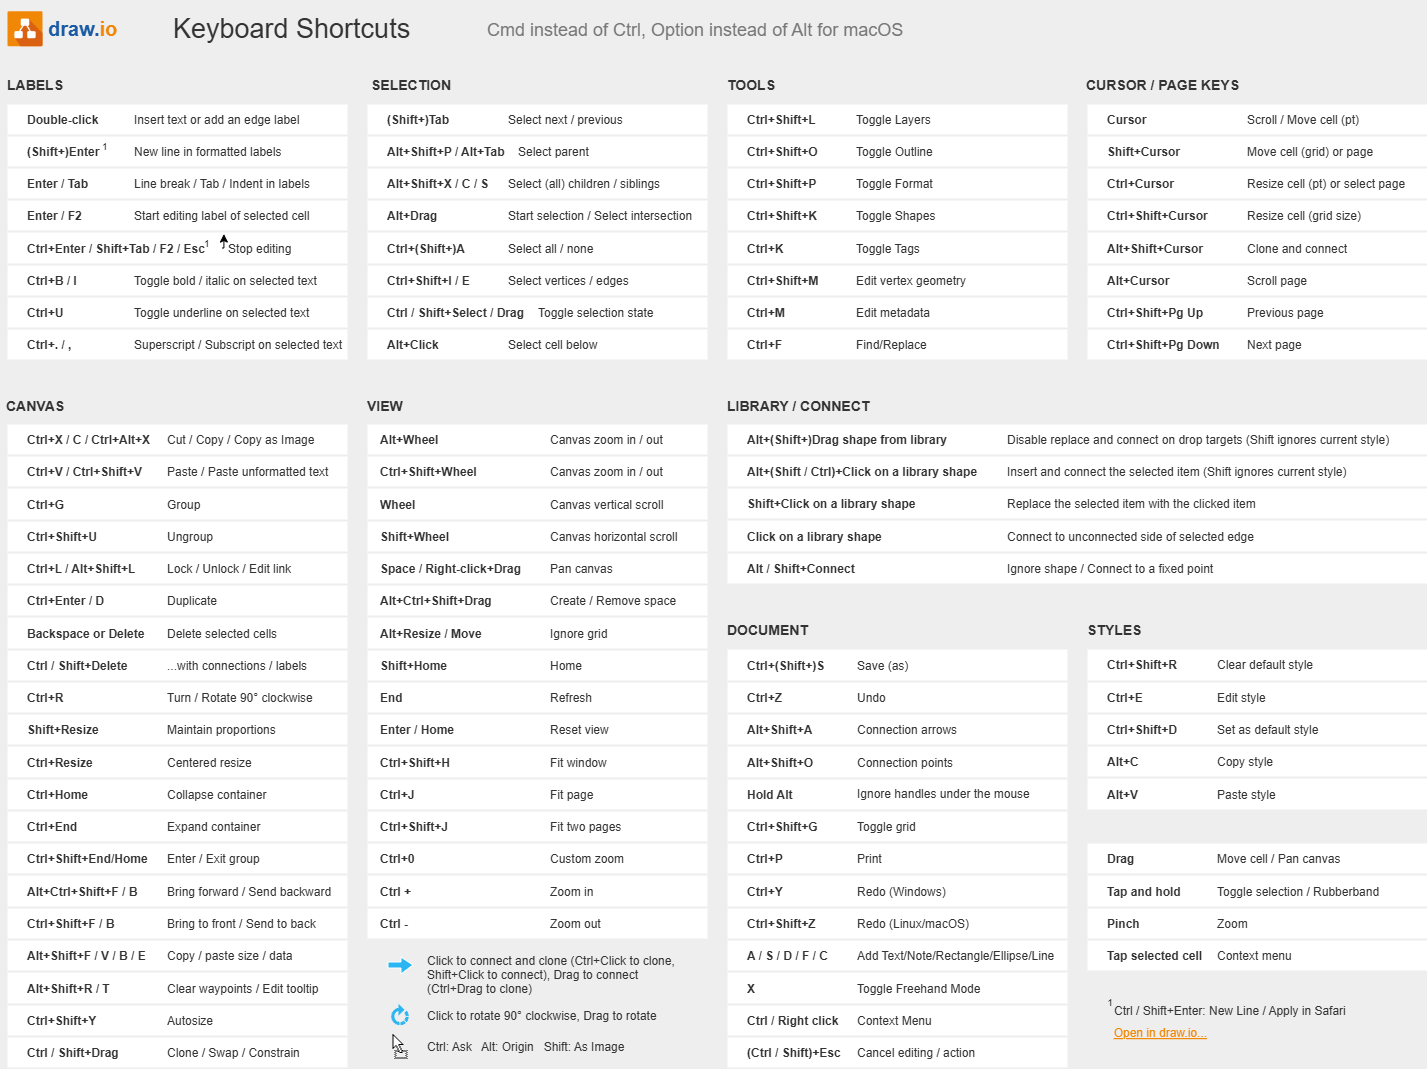 draw.io
Keyboard Shortcuts
Cmd instead of Ctrl, Option instead of Alt for macOS
LABELS
Double-click Insert text or add an edge label
(Shift+)Enter 1 New line in formatted labels
Enter / Tab Line break / Tab / Indent in labels
Enter / F2 Start editing label of selected cell
Ctrl+Enter / Shift+Tab / F2 / Esc1 Stop editing
Ctrl+B / I Toggle bold / italic on selected text
Ctrl+U Toggle underline on selected text
Ctrl+. / , Superscript / Subscript on selected text
SELECTION
(Shift+)Tab Select next / previous
Alt+Shift+P / Alt+Tab Select parent
Alt+Shift+X / C / S Select (all) children / siblings
Alt+Drag Start selection / Select intersection
Ctrl+(Shift+)A Select all / none
Ctrl+Shift+I / E Select vertices / edges
Ctrl / Shift+Select / Drag Toggle selection state
Alt+Click Select cell below
TOOLS
Ctrl+Shift+L Toggle Layers
Ctrl+Shift+O Toggle Outline
Ctrl+Shift+P Toggle Format
Ctrl+Shift+K Toggle Shapes
Ctrl+K Toggle Tags
Ctrl+Shift+M Edit vertex geometry
Ctrl+M Edit metadata
Ctrl+F Find/Replace
CURSOR / PAGE KEYS
Cursor Scroll / Move cell (pt)
Shift+Cursor Move cell (grid) or page
Ctrl+Cursor Resize cell (pt) or select page
Ctrl+Shift+Cursor Resize cell (grid size)
Alt+Shift+Cursor Clone and connect
Alt+Cursor Scroll page
Ctrl+Shift+Pg Up Previous page
Ctrl+Shift+Pg Down Next page
CANVAS
Ctrl+X / C / Ctrl+Alt+X Cut / Copy / Copy as Image
Ctrl+V / Ctrl+Shift+V Paste / Paste unformatted text
Ctrl+G Group
Ctrl+Shift+U Ungroup
Ctrl+L / Alt+Shift+L Lock / Unlock / Edit link
Ctrl+Enter / D Duplicate
Backspace or Delete Delete selected cells
Ctrl / Shift+Delete ...with connections / labels
Ctrl+R Turn / Rotate 90° clockwise
Shift+Resize Maintain proportions
Ctrl+Resize Centered resize
Ctrl+Home Collapse container
Ctrl+End Expand container
Ctrl+Shift+End/Home Enter / Exit group
Alt+Ctrl+Shift+F / B Bring forward / Send backward
Ctrl+Shift+F / B Bring to front / Send to back
Alt+Shift+F / V / B / E Copy / paste size / data
Alt+Shift+R / T Clear waypoints / Edit tooltip
Ctrl+Shift+Y Autosize
Ctrl / Shift+Drag Clone / Swap / Constrain
VIEW
Alt+Wheel Canvas zoom in / out
Ctrl+Shift+Wheel Canvas zoom in / out
Wheel Canvas vertical scroll
Shift+Wheel Canvas horizontal scroll
Space / Right-click+Drag Pan canvas
Alt+Ctrl+Shift+Drag Create / Remove space
Alt+Resize / Move Ignore grid
Shift+Home Home
End Refresh
Enter / Home Reset view
Ctrl+Shift+H Fit window
Ctrl+J Fit page
Ctrl+Shift+J Fit two pages
Ctrl+0 Custom zoom
Ctrl + Zoom in
Ctrl - Zoom out
Click to connect and clone (Ctrl+Click to clone,
Shift+Click to connect), Drag to connect
(Ctrl+Drag to clone)
Click to rotate 90° clockwise, Drag to rotate
Ctrl: Ask Alt: Origin Shift: As Image
LIBRARY / CONNECT
Alt+(Shift+)Drag shape from library Disable replace and connect on drop targets (Shift ignores current style)
Alt+(Shift / Ctrl)+Click on a library shape Insert and connect the selected item (Shift ignores current style)
Shift+Click on a library shape Replace the selected item with the clicked item
Click on a library shape Connect to unconnected side of selected edge
Alt / Shift+Connect Ignore shape / Connect to a fixed point
DOCUMENT
Ctrl+(Shift+)S Save (as)
Ctrl+Z Undo
Alt+Shift+A Connection arrows
Alt+Shift+O Connection points
Hold Alt Ignore handles under the mouse
Ctrl+Shift+G Toggle grid
Ctrl+P Print
Ctrl+Y Redo (Windows)
Ctrl+Shift+Z Redo (Linux/macOS)
A / S / D / F / C Add Text/Note/Rectangle/Ellipse/Line
X Toggle Freehand Mode
Ctrl / Right click Context Menu
(Ctrl / Shift)+Esc Cancel editing / action
STYLES
Ctrl+Shift+R Clear default style
Ctrl+E Edit style
Ctrl+Shift+D Set as default style
Alt+C Copy style
Alt+V Paste style
Drag Move cell / Pan canvas
Tap and hold Toggle selection / Rubberband
Pinch Zoom
Tap selected cell Context menu
1 Ctrl / Shift+Enter: New Line / Apply in Safari
Open in draw.io...